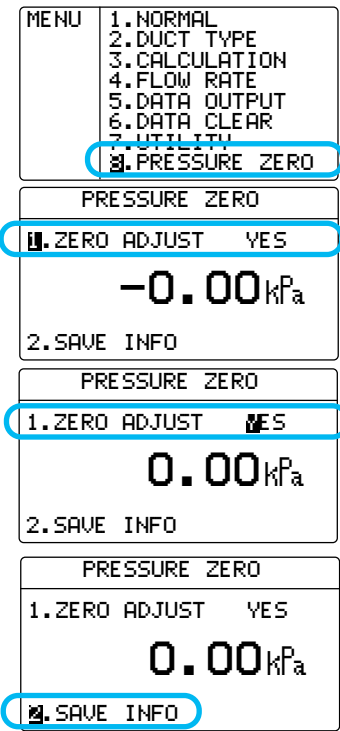 MENU
1.NORMAL
2.DUCT TYPE
3.CALCULATION
4.FLOW RATE
5.DATA OUTPUT
6.DATA CLEAR
7.UTILITY
8.PRESSURE ZERO
PRESSURE ZERO
1.ZERO ADJUST YES
-0.00kPa
2.SAVE INFO
PRESSURE ZERO
1.ZERO ADJUST YES
0.00kPa
2.SAVE INFO
PRESSURE ZERO
1.ZERO ADJUST YES
0.00kPa
2.SAVE INFO